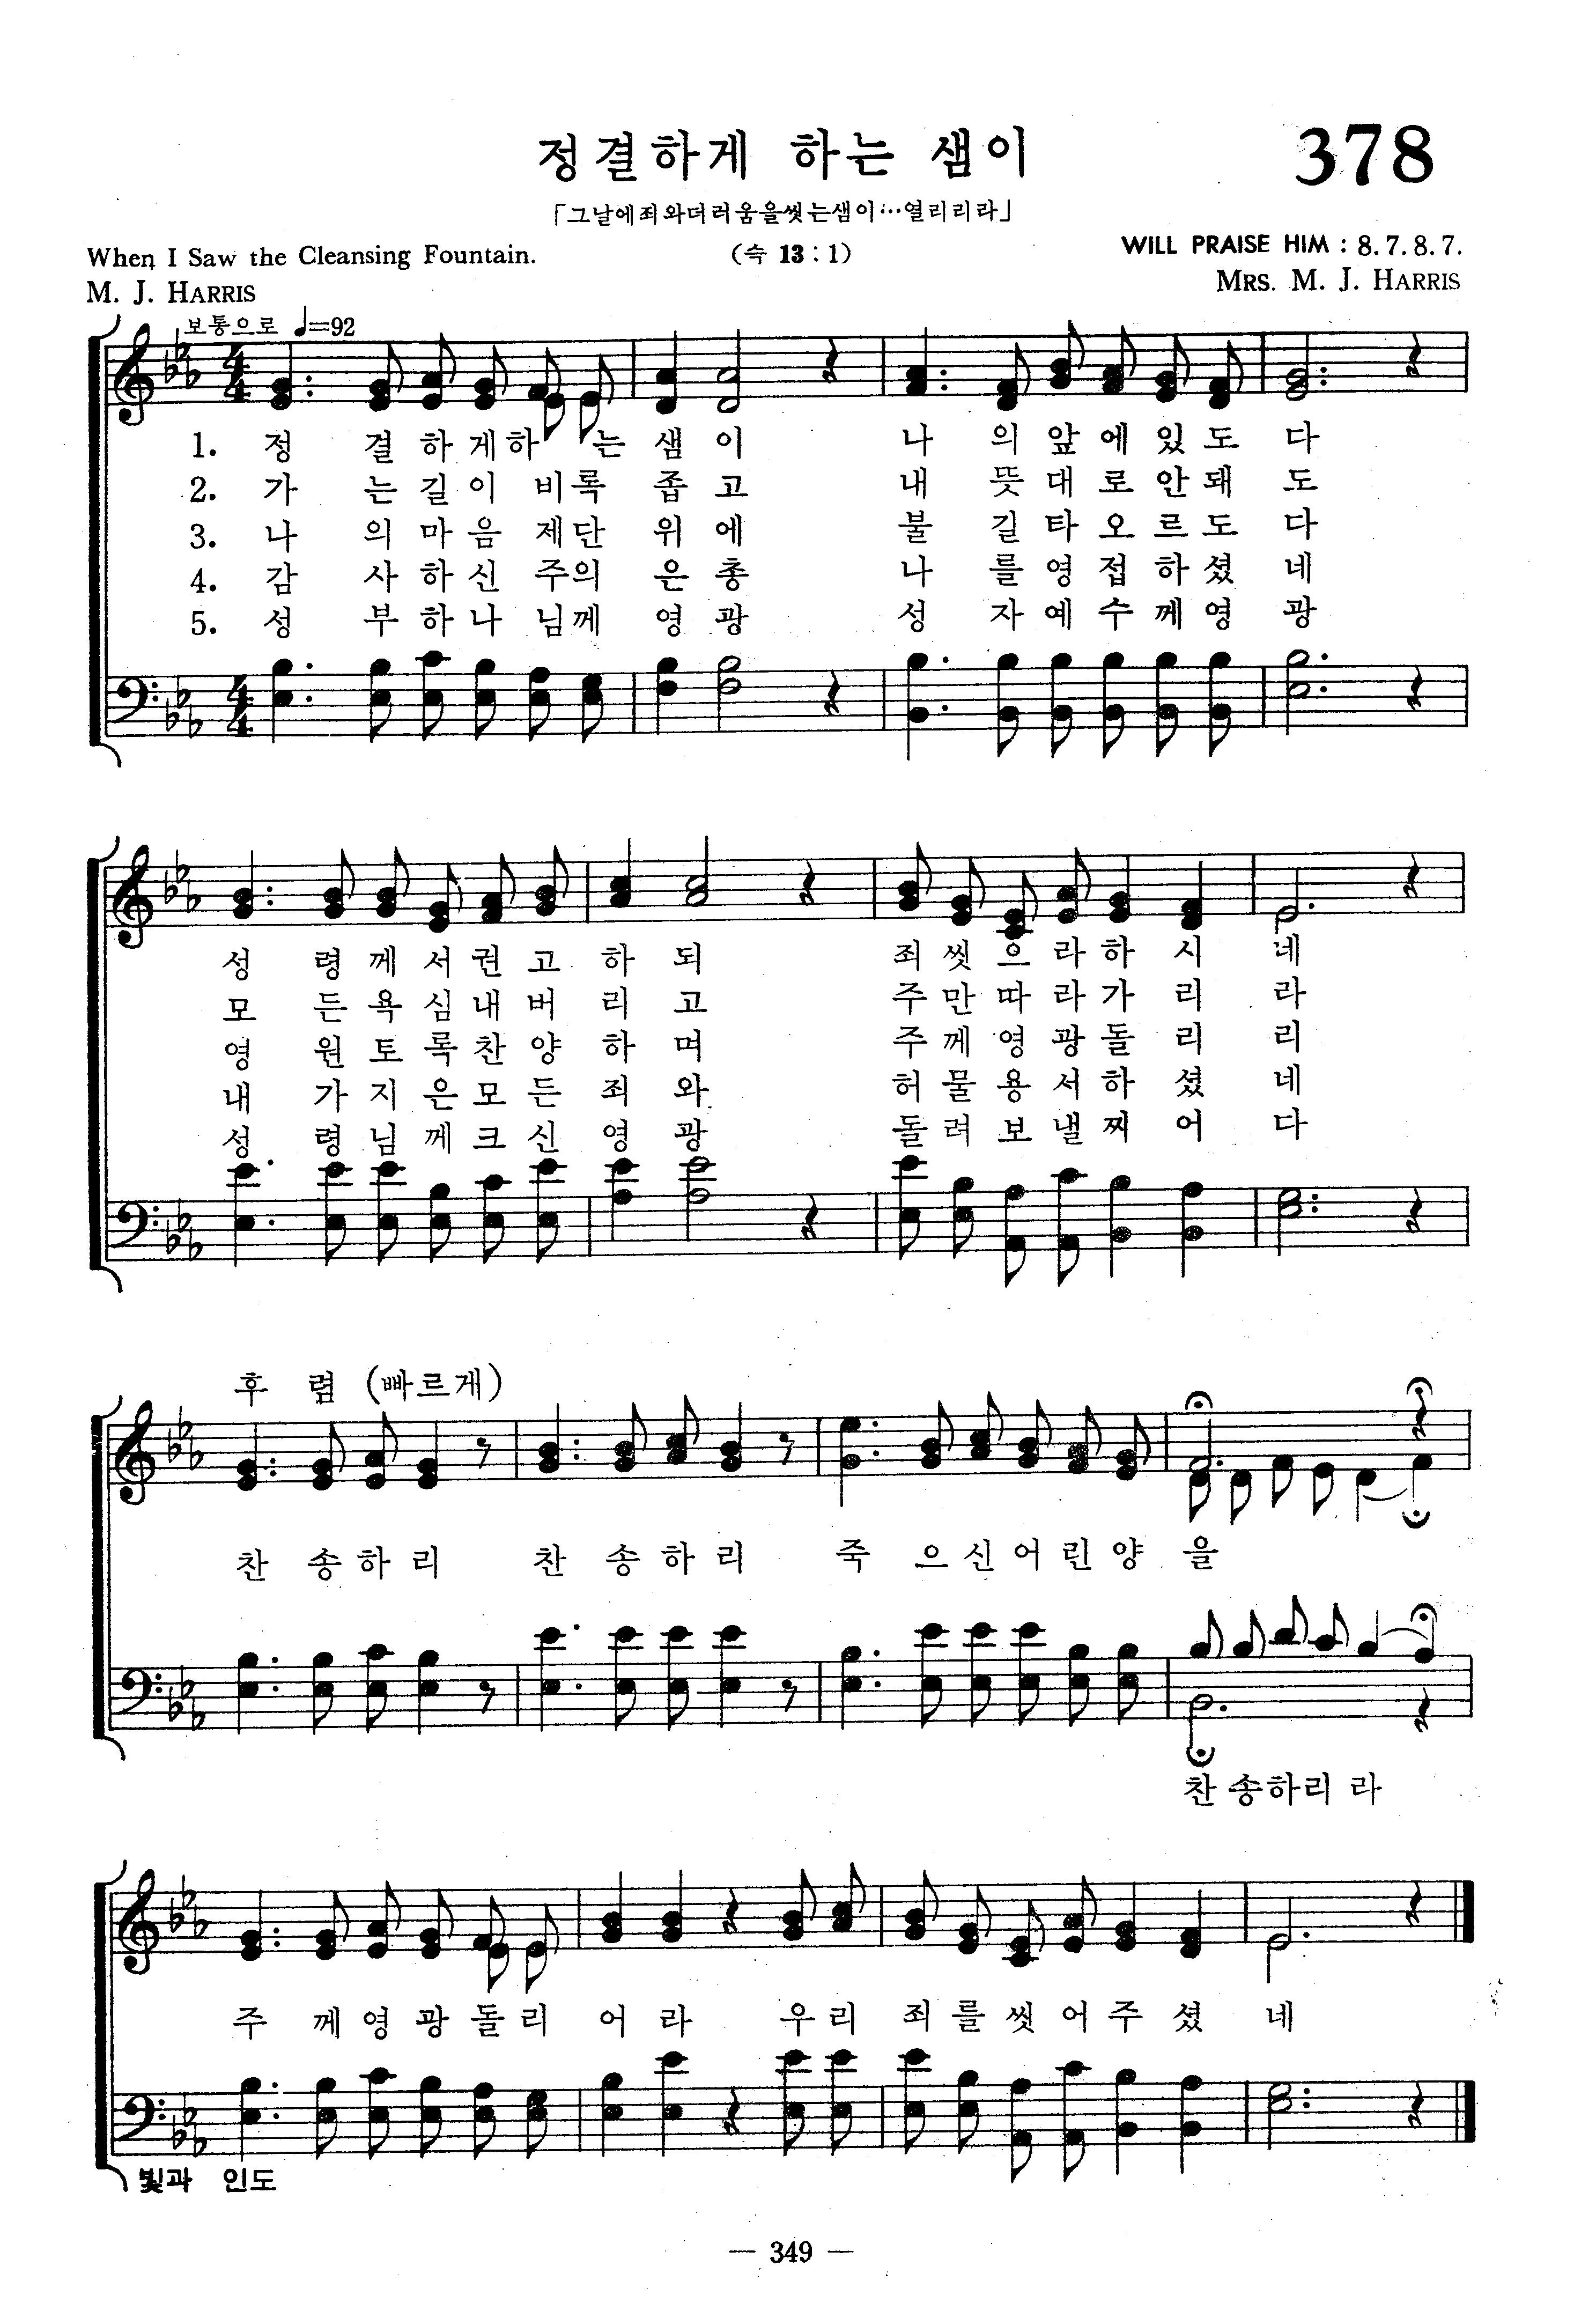 정결하게 하는 샘이
378
「그날에죄와더러움을씻는샘이…열리리라」
When I Saw the Cleansing Fountain.
(슥 13 : 1)
WILL PRAISE HIM : 8. 7. 8. 7.
M. J. HARRIS
MRS. M. J. HARRIS
보통으로 ♩=92
1. 정 결하게하 는 샘 이 나 의앞에있도 다
2. 가 는길이 비록 좁 고 내 뜻대로안돼 도
3. 나 의마음 제단 위 에 불 길타오르도 다
4. 감 사하신 주의 은 총 나 를영접하셨 네
5. 성 부하나 님께 영 광 성 자예수께영 광
성 령께서권고 하 되 죄씻으라하 시 네
모 든욕심내버 리 고 주만따라가 리 라
영 원토록찬양 하 며 주께영광돌 리 리
내 가지은모든 죄 와 허물용서하 셨 네
성 령님께크신 영 광 돌려보낼찌 어 다
후 렴 (빠르게)
찬 송하리 찬 송하리 죽 으신어린양 을
찬송하리 라
주 께영광돌리 어 라 우리 죄를씻어주 셨 네
빛과 인도
— 349 —